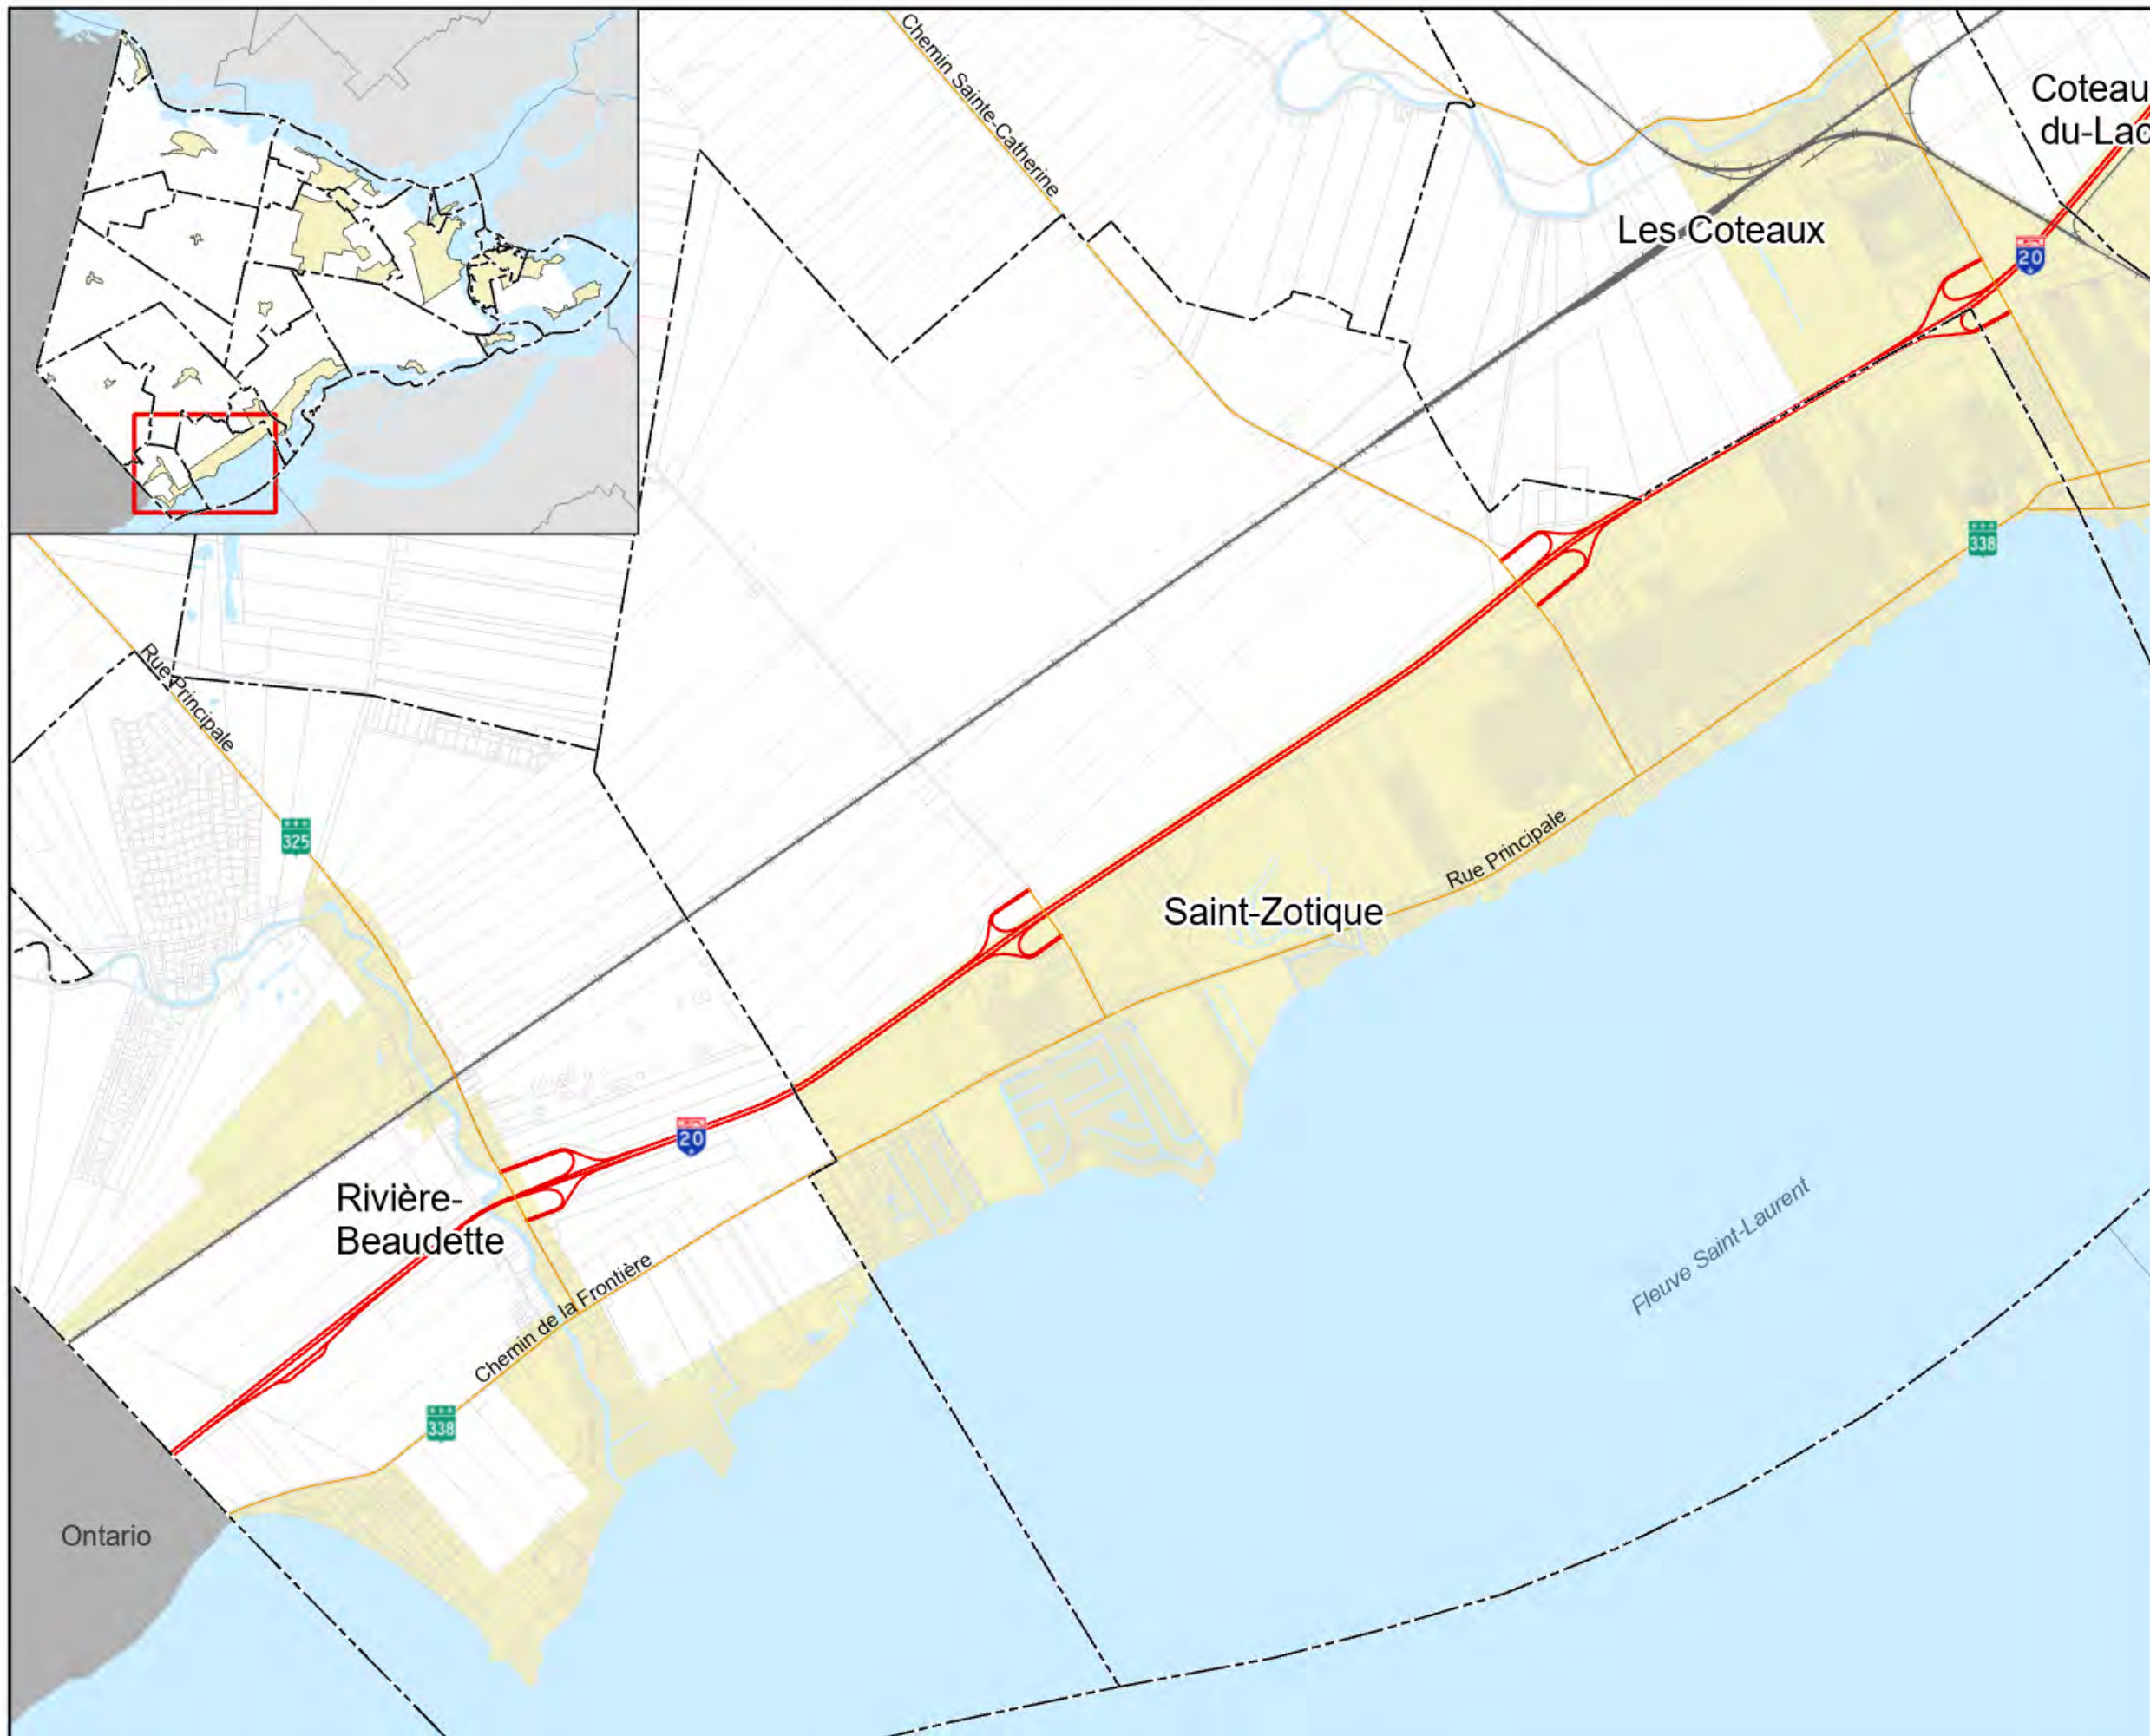 Chemin Sainte-Catherine
Coteau
du-Lac
Les Coteaux
20
338
Rue Principale
325
Rue Principale
Saint-Zotique
20
Rivière-
Beaudette
Chemin de la Frontière
Fleuve Saint-Laurent
338
Ontario